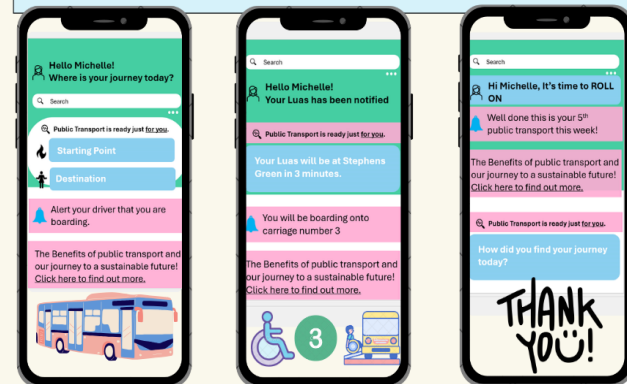 Hello Michelle!
Where is your journey today?
Search
Public Transport is ready just for you.
Starting Point
Destination
Alert your driver that you are
boarding.
The Benefits of public transport and
our journey to a sustainable future!
Click here to find out more.
Search
Hello Michelle!
Your Luas has been notified
Public Transport is ready just for you.
Your Luas will be at Stephens
Green in 3 minutes.
You will be boarding onto
carriage number 3
The Benefits of public transport and
our journey to a sustainable future!
Click here to find out more.
3
Search
Hi Michelle, It's time to ROLL
ON
Well done this is your 5th
public transport this week!
The Benefits of public transport and
our journey to a sustainable future!
Click here to find out more.
Public Transport is ready just for you.
How did you find your journey
today?
THANK
YOU!